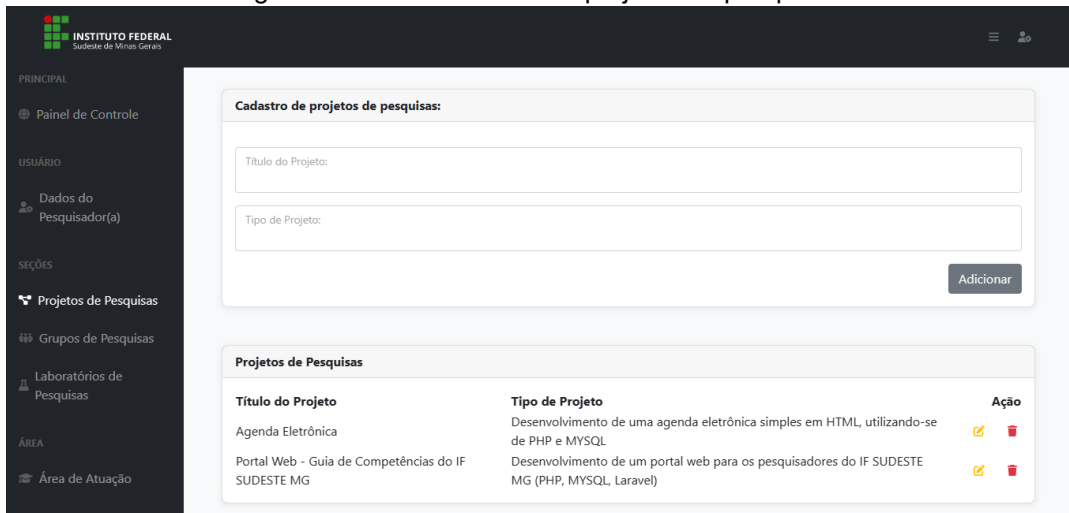 INSTITUTO FEDERAL
Sudeste de Minas Gerais
PRINCIPAL
Painel de Controle
USUÁRIO
Dados do
Pesquisador(a)
SEÇÕES
Projetos de Pesquisas
Grupos de Pesquisas
Laboratórios de
Pesquisas
ÁREA
Área de Atuação
Cadastro de projetos de pesquisas:
Título do Projeto:
Tipo de Projeto:
Adicionar
Projetos de Pesquisas
Título do Projeto Tipo de Projeto Ação
Agenda Eletrônica
Desenvolvimento de uma agenda eletrônica simples em HTML, utilizando-se
de PHP e MYSQL
Portal Web - Guia de Competências do IF
SUDESTE MG
Desenvolvimento de um portal web para os pesquisadores do IF SUDESTE
MG (PHP, MYSQL, Laravel)